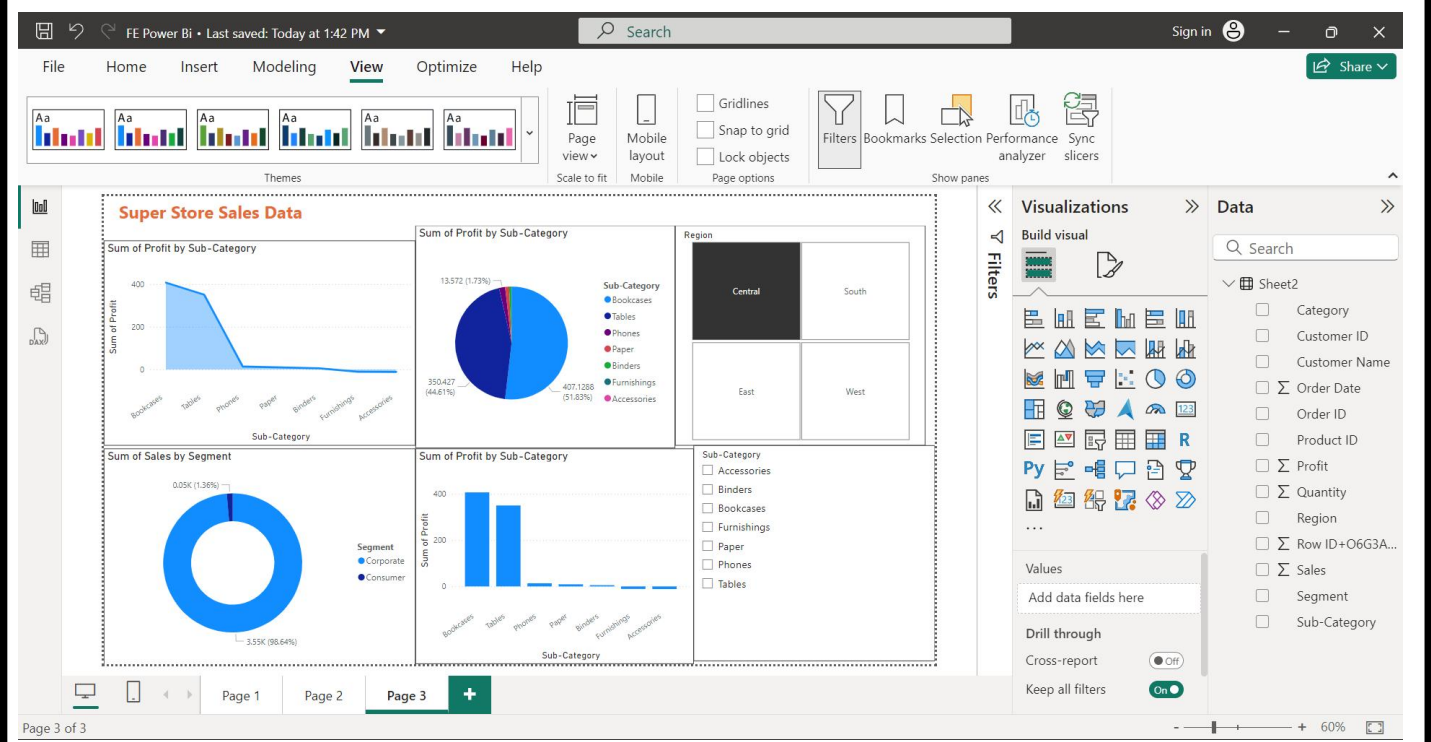 FE Power Bi • Last saved: Today at 1:42 PM
Search
Sign in
File Home Insert Modeling View Optimize Help
Share
Aa Aa Aa Aa Aa Aa
Themes
Page view
Scale to fit
Mobile layout
Mobile
Gridlines
Snap to grid
Lock objects
Page options
Filters Bookmarks Selection Performance analyzer Sync slicers
Show panes
DAX
Super Store Sales Data
Sum of Profit by Sub-Category
Sum of Profit
400
200
0
Bookcases Tables Phones Paper Binders Furnishings Accessories
Sub-Category
Sum of Profit by Sub-Category
13.572 (1.73%)
350.427 (44.61%)
407.1288 (51.83%)
Sub-Category
Bookcases
Tables
Phones
Paper
Binders
Furnishings
Accessories
Region
Central South
East West
Sum of Sales by Segment
0.05K (1.36%)
3.55K (98.64%)
Segment
Corporate
Consumer
Sum of Profit by Sub-Category
Sum of Profit
400
200
0
Bookcases Tables Phones Paper Binders Furnishings Accessories
Sub-Category
Sub-Category
Accessories
Binders
Bookcases
Furnishings
Paper
Phones
Tables
Filters
Visualizations
Build visual
123
R
Py
123
...
Values
Add data fields here
Drill through
Cross-report Off
Keep all filters On
Data
Search
Sheet2
Category
Customer ID
Customer Name
Σ Order Date
Order ID
Product ID
Σ Profit
Σ Quantity
Region
Σ Row ID+O6G3A...
Σ Sales
Segment
Sub-Category
Page 1 Page 2 Page 3 +
Page 3 of 3
- + 60%